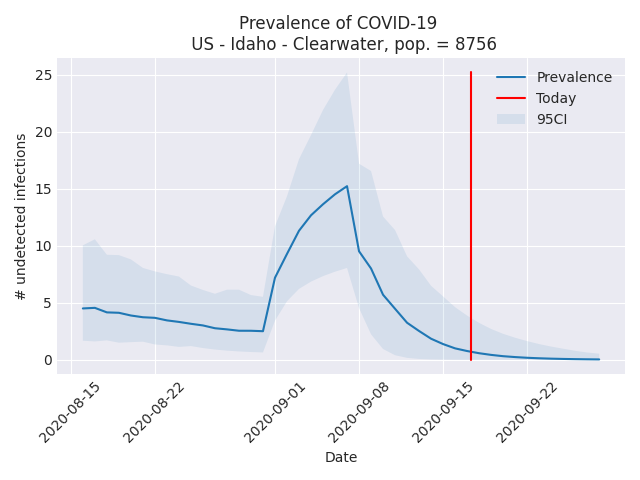 Prevalence of COVID-19
US - Idaho - Clearwater, pop. = 8756
25
20
15
10
5
0
# undetected infections
Prevalence
Today
95CI
2020-08-15
2020-08-22
2020-09-01
2020-09-08
2020-09-15
2020-09-22
Date